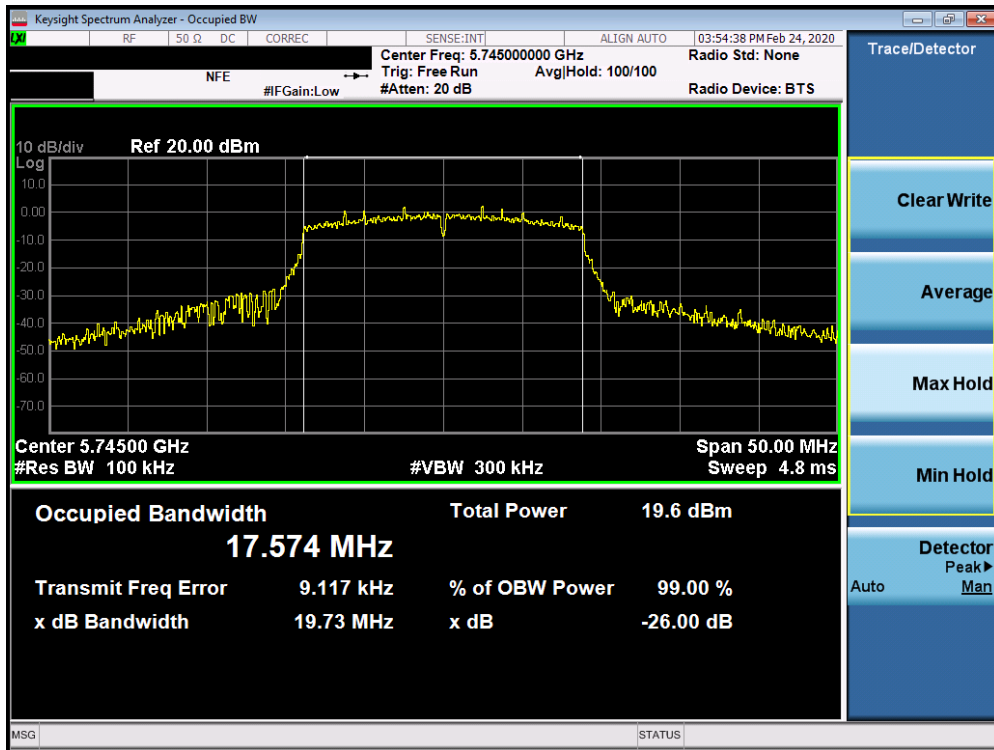 Keysight Spectrum Analyzer - Occupied BW
LXI RF 50 Ω DC CORREC SENSE:INT ALIGN AUTO 03:54:38 PM Feb 24, 2020
Center Freq: 5.745000000 GHz Radio Std: None
NFE Trig: Free Run Avg|Hold: 100/100
#IFGain:Low #Atten: 20 dB Radio Device: BTS
10 dB/div Ref 20.00 dBm
Log
10.0
0.00
-10.0
-20.0
-30.0
-40.0
-50.0
-60.0
-70.0
Center 5.74500 GHz Span 50.00 MHz
#Res BW 100 kHz #VBW 300 kHz Sweep 4.8 ms
Occupied Bandwidth Total Power 19.6 dBm
17.574 MHz
Transmit Freq Error 9.117 kHz % of OBW Power 99.00 %
x dB Bandwidth 19.73 MHz x dB -26.00 dB
Trace/Detector
Clear Write
Average
Max Hold
Min Hold
Detector
Peak▶
Auto Man
MSG STATUS